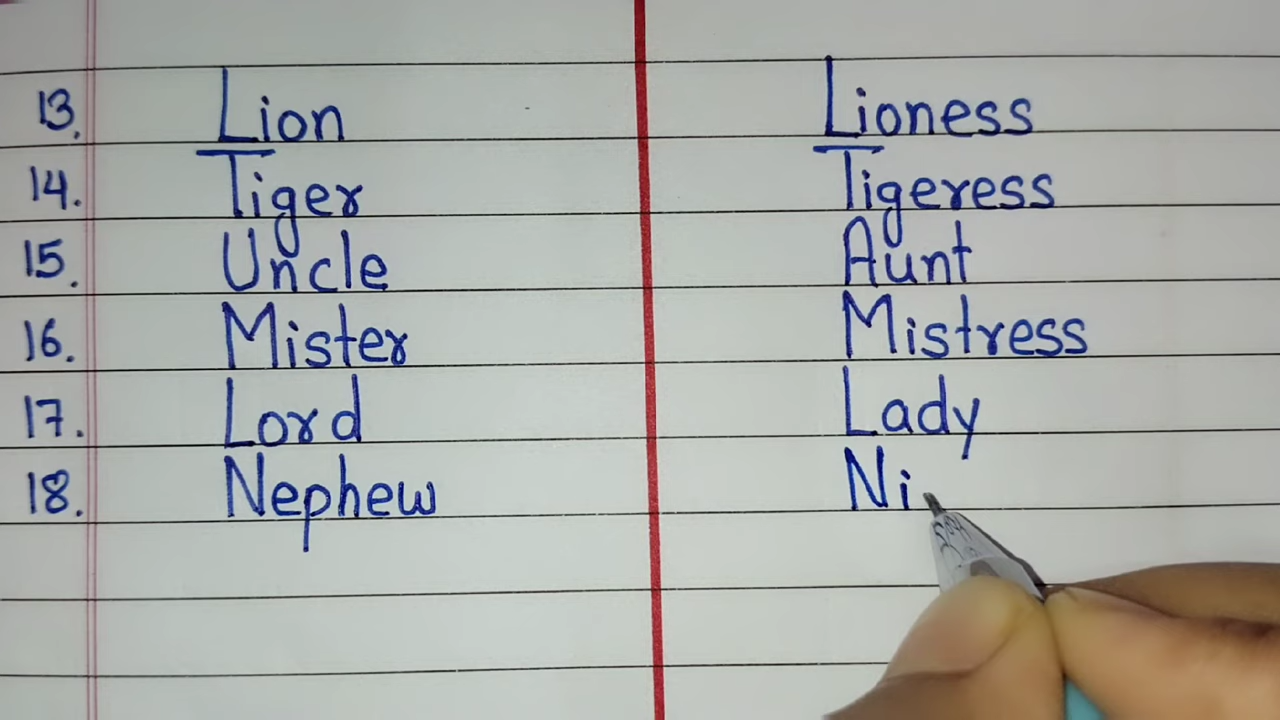 13. Lion Lioness
14. Tiger Tigeress
15. Uncle Aunt
16. Mister Mistress
17. Lord Lady
18. Nephew Ni